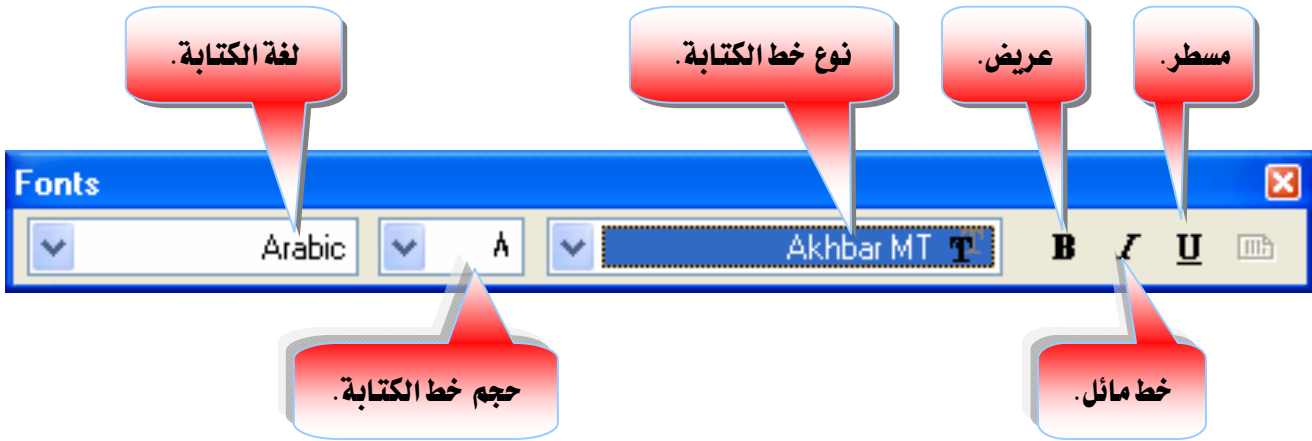 لغة الكتابة.
نوع خط الكتابة.
عريض.
مسطر.
Fonts
Arabic
٨
Akhbar MT
B
I
U
حجم خط الكتابة.
خط مائل.